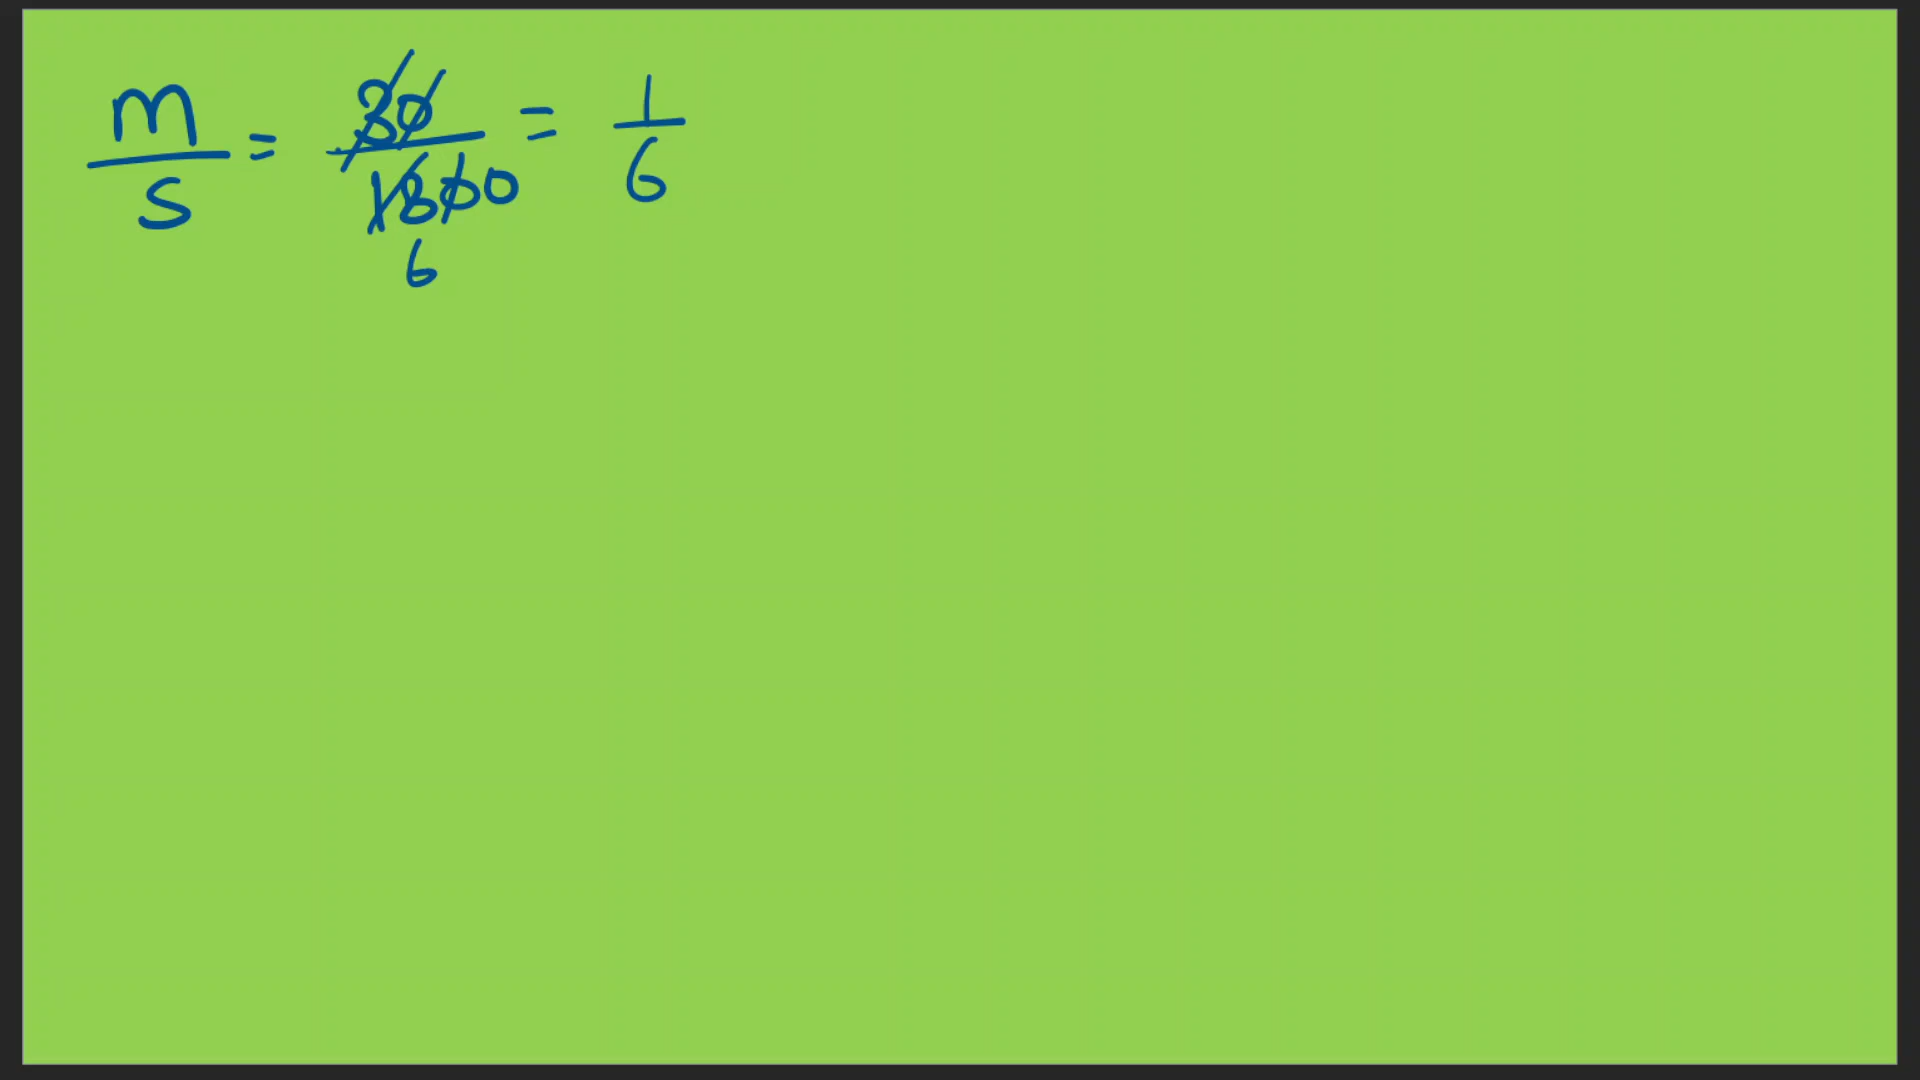 m/s = 30/1800 = 1/6
6